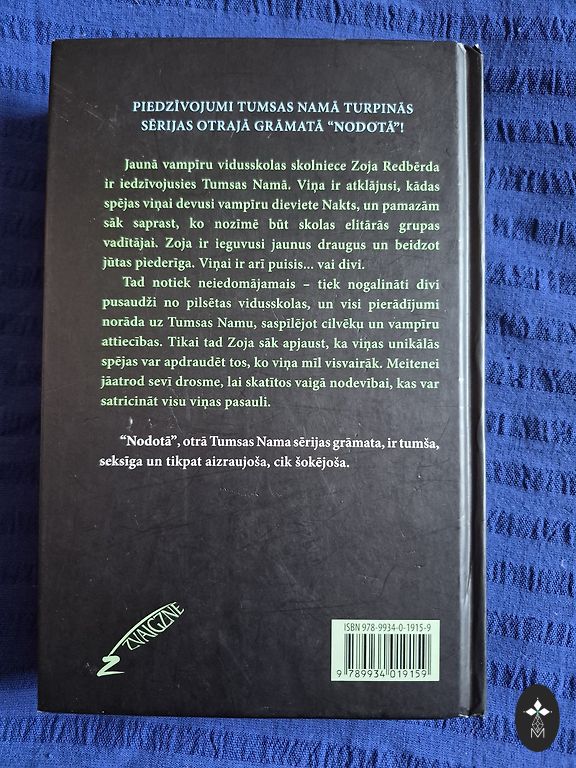 PIEDZĪVOJUMI TUMSAS NAMĀ TURPINĀS
SĒRIJAS OTRAJĀ GRĀMATĀ “NODOTĀ”!
Jaunā vampīru vidusskolas skolniece Zoja Redbērda
ir iedzīvojusies Tumsas Namā. Viņa ir atklājusi, kādas
spējas viņai devusi vampīru dieviete Nakts, un pamazām
sāk saprast, ko nozīmē būt skolas elitārās grupas
vadītājai. Zoja ir ieguvusi jaunus draugus un beidzot
jūtas piederīga. Viņai ir arī puisis... vai divi.
Tad notiek neiedomājamais – tiek nogalināti divi
pusaudži no pilsētas vidusskolas, un visi pierādījumi
norāda uz Tumsas Namu, saspīlējot cilvēku un vampīru
attiecības. Tikai tad Zoja sāk apjaust, ka viņas unikālās
spējas var apdraudēt tos, ko viņa mīl visvairāk. Meitenei
jāatrod sevī drosme, lai skatītos vaigā nodevībai, kas var
satricināt visu viņas pasauli.
“Nodotā”, otrā Tumsas Nama sērijas grāmata, ir tumša,
seksīga un tikpat aizraujoša, cik šokējoša.
ZVAIGZNE
ISBN 978-9934-0-1915-9
9 789934 019159